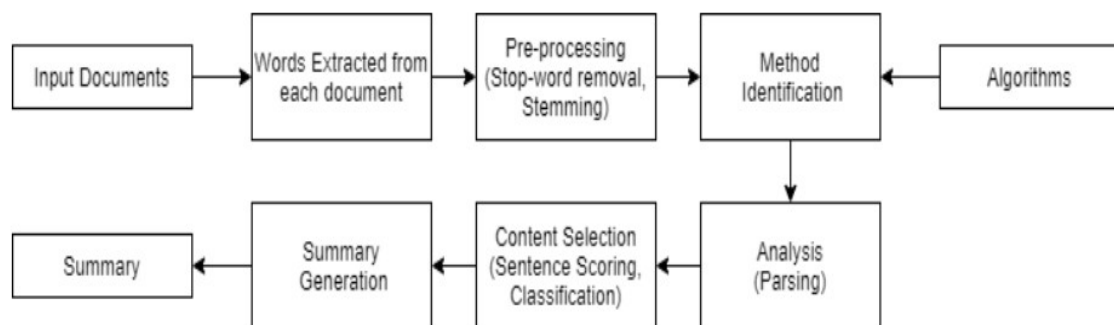 Input Documents
Words Extracted from
each document
Pre-processing
(Stop-word removal,
Stemming)
Method
Identification
Algorithms
Summary
Summary
Generation
Content Selection
(Sentence Scoring,
Classification)
Analysis
(Parsing)